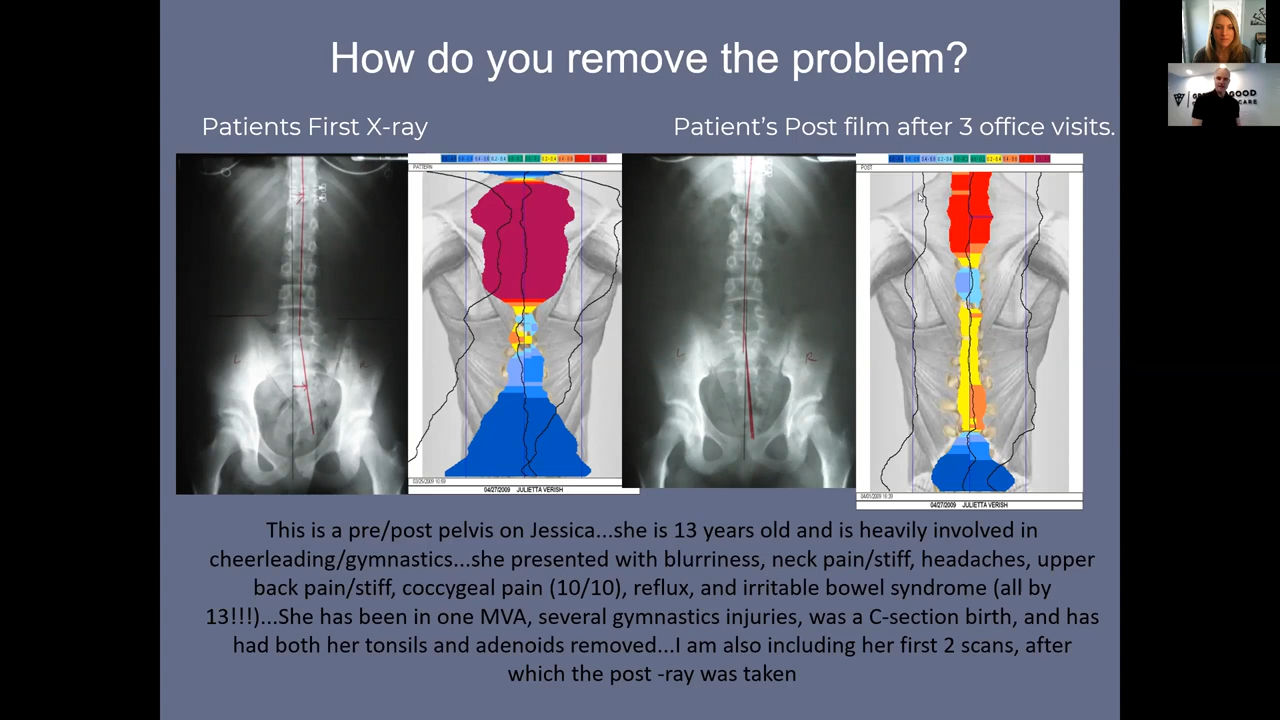 How do you remove the problem?
Patients First X-ray
Patient's Post film after 3 office visits.
PATTERN
POST
L
R
L
R
04/27/2009 JULIETTA VERISH
04/27/2009 JULIETTA VERISH
GOOD
CARE
This is a pre/post pelvis on Jessica...she is 13 years old and is heavily involved in
cheerleading/gymnastics...she presented with blurriness, neck pain/stiff, headaches, upper
back pain/stiff, coccygeal pain (10/10), reflux, and irritable bowel syndrome (all by
13!!!)...She has been in one MVA, several gymnastics injuries, was a C-section birth, and has
had both her tonsils and adenoids removed...I am also including her first 2 scans, after
which the post -ray was taken